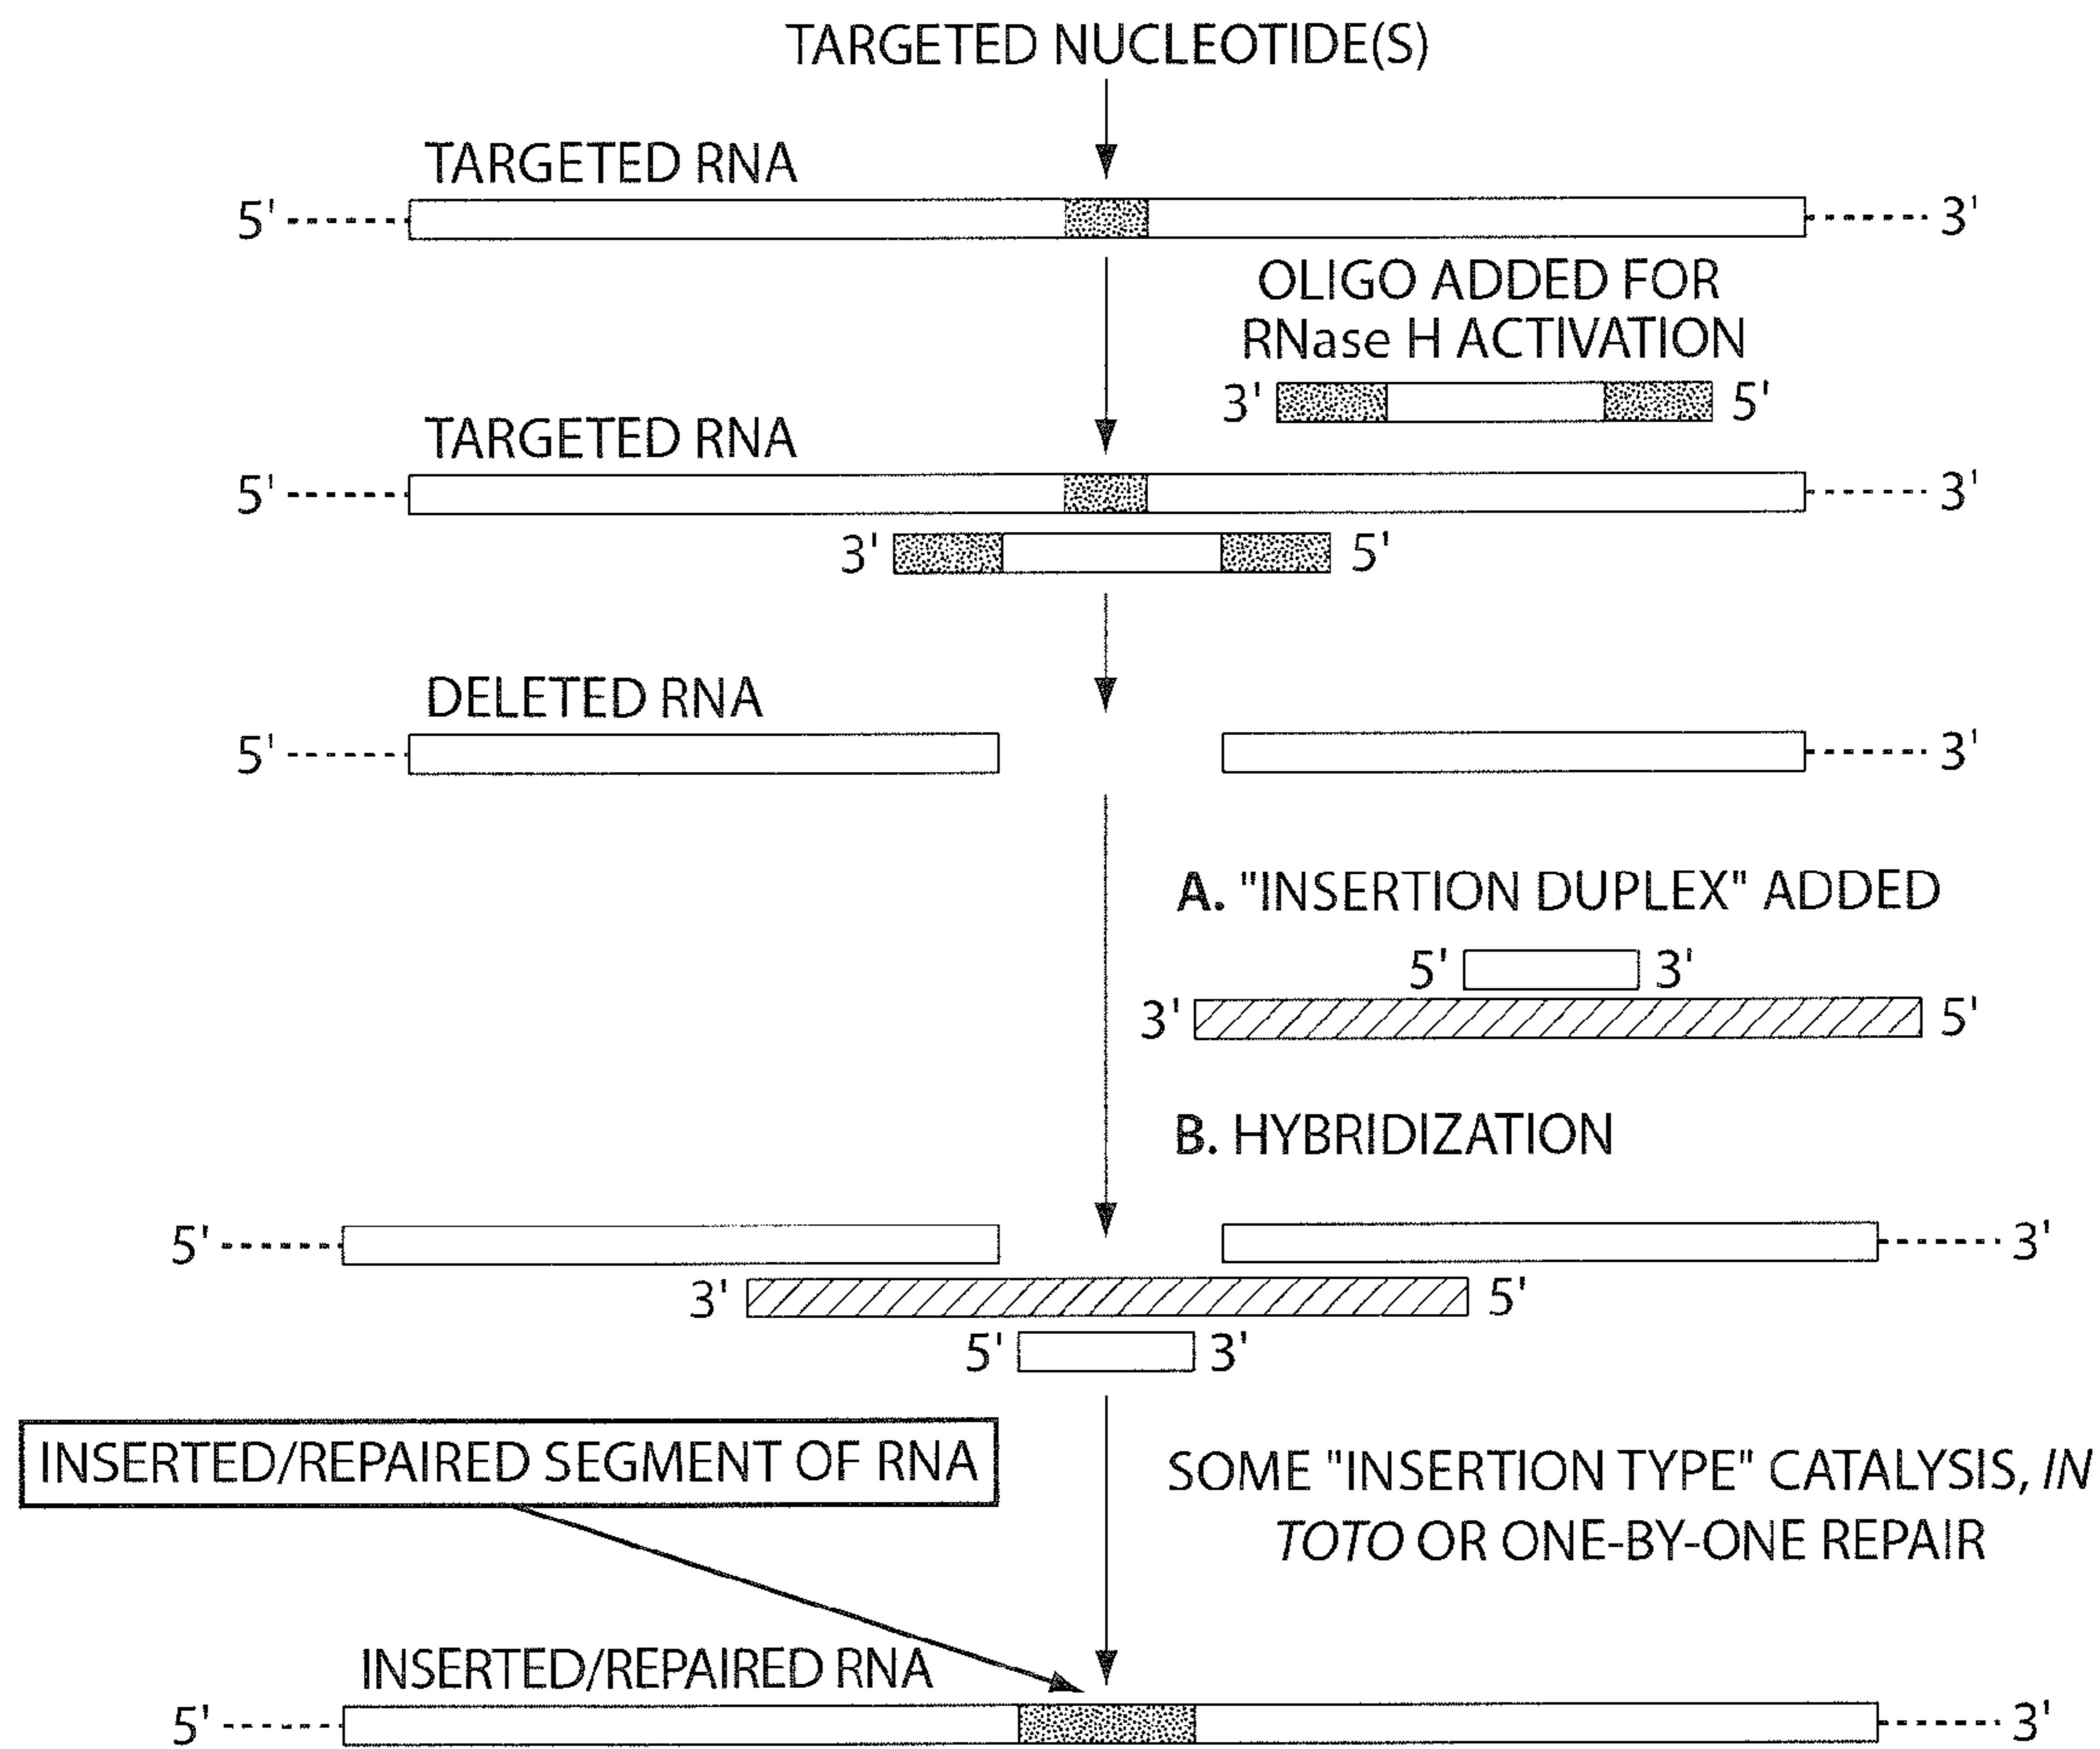 TARGETED NUCLEOTIDE(S)
TARGETED RNA
5' 3'
OLIGO ADDED FOR
RNase H ACTIVATION
3' 5'
TARGETED RNA
5' 3'
3' 5'
DELETED RNA
5' 3'
A. "INSERTION DUPLEX" ADDED
5' 3'
3' 5'
B. HYBRIDIZATION
5' 3'
3' 5'
5' 3'
INSERTED/REPAIRED SEGMENT OF RNA
SOME "INSERTION TYPE" CATALYSIS, IN
TOTO OR ONE-BY-ONE REPAIR
INSERTED/REPAIRED RNA
5' 3'